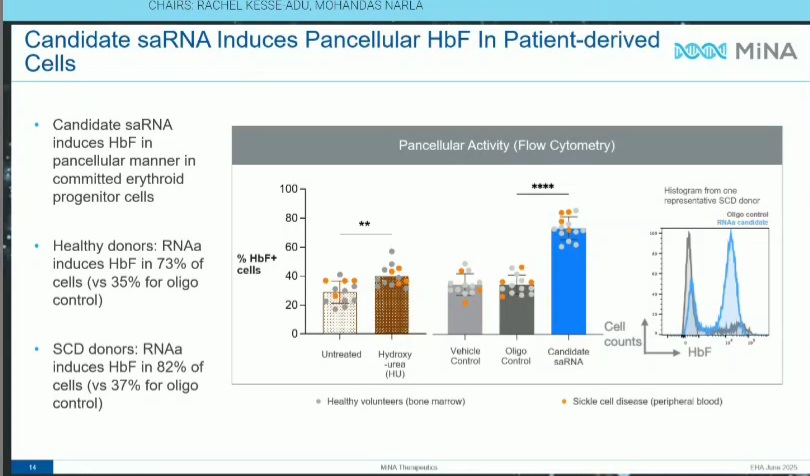 CHAIRS: RACHEL KESSE ADU, MOHANDAS NARLA
Candidate saRNA Induces Pancellular HbF In Patient-derived
Cells
MiNA
• Candidate saRNA
induces HbF in
pancellular manner in
committed erythroid
progenitor cells
• Healthy donors: RNAa
induces HbF in 73% of
cells (vs 35% for oligo
control)
• SCD donors: RNAa
induces HbF in 82% of
cells (vs 37% for oligo
control)
Pancellular Activity (Flow Cytometry)
% HbF+
cells
100
80
60
40
20
0
**
****
Untreated
Hydroxy
-urea
(HU)
Vehicle
Control
Oligo
Control
Candidate
saRNA
Histogram from one
representative SCD donor
Oligo control
RNAa candidate
Cell
counts
HbF
Healthy volunteers (bone marrow)
Sickle cell disease (peripheral blood)
14
MiNA Therapeutics
EHA June 2025